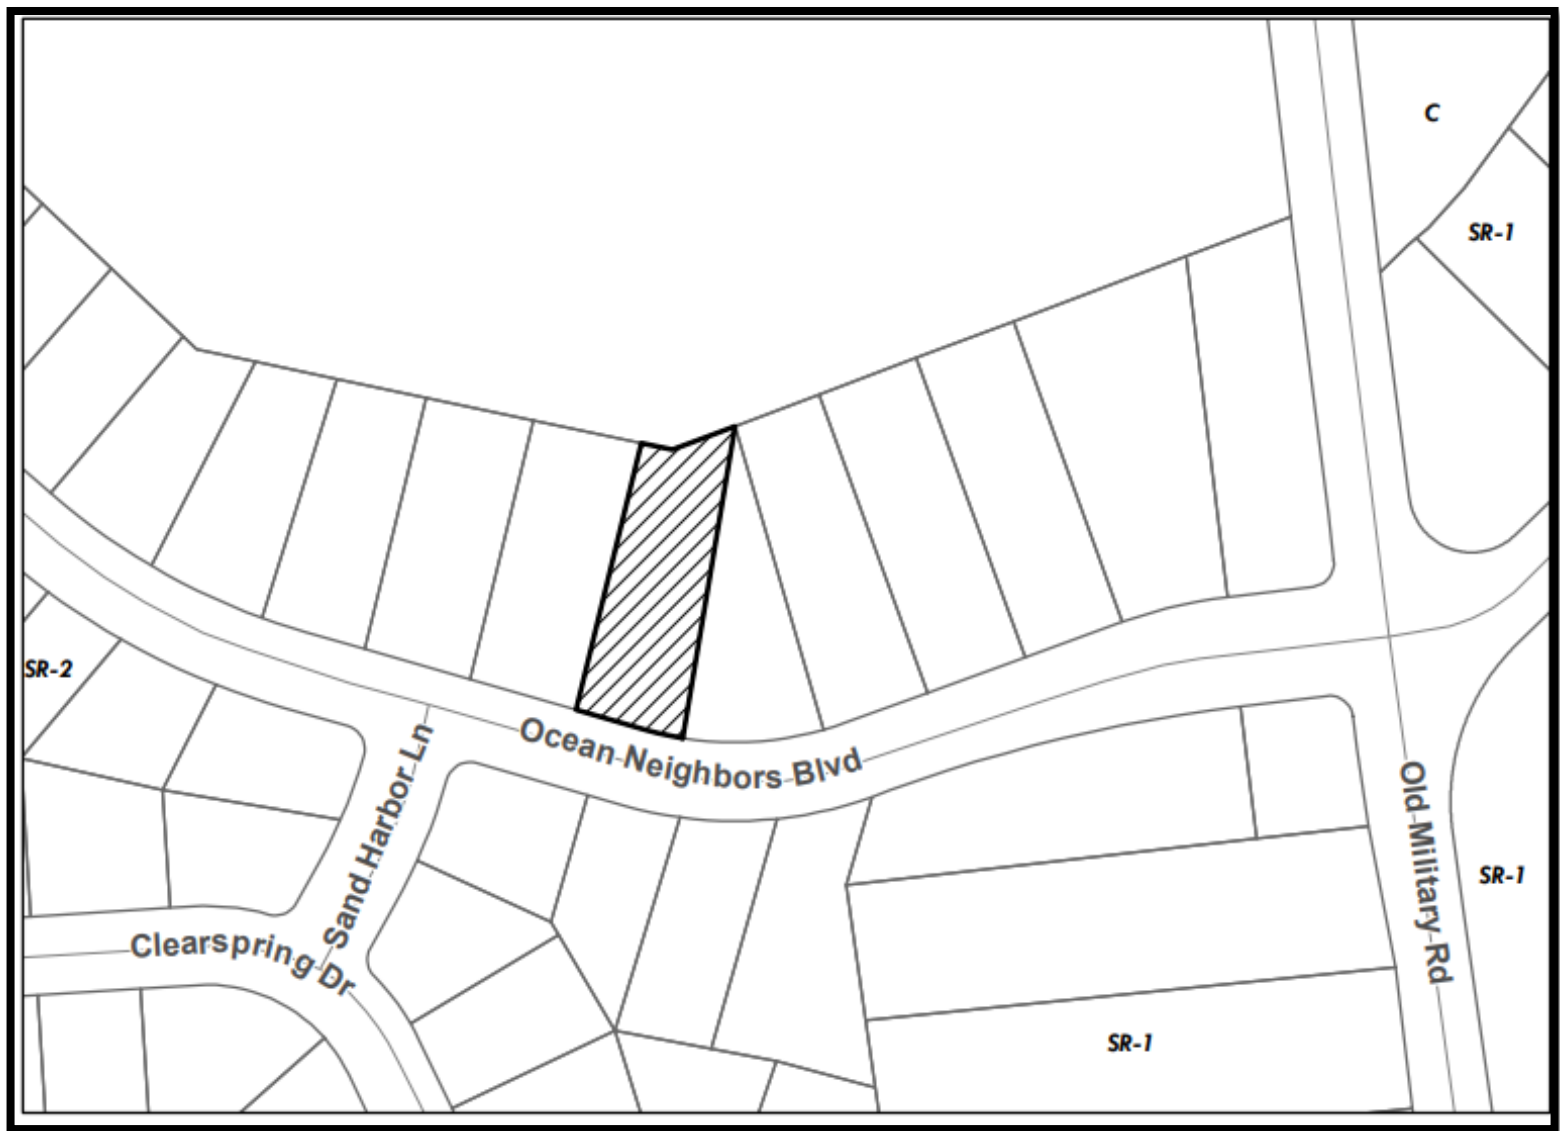 C
SR-1
SR-2
Ocean Neighbors Blvd
Sand Harbor Ln
Old Military Rd
SR-1
Clearspring Dr
SR-1